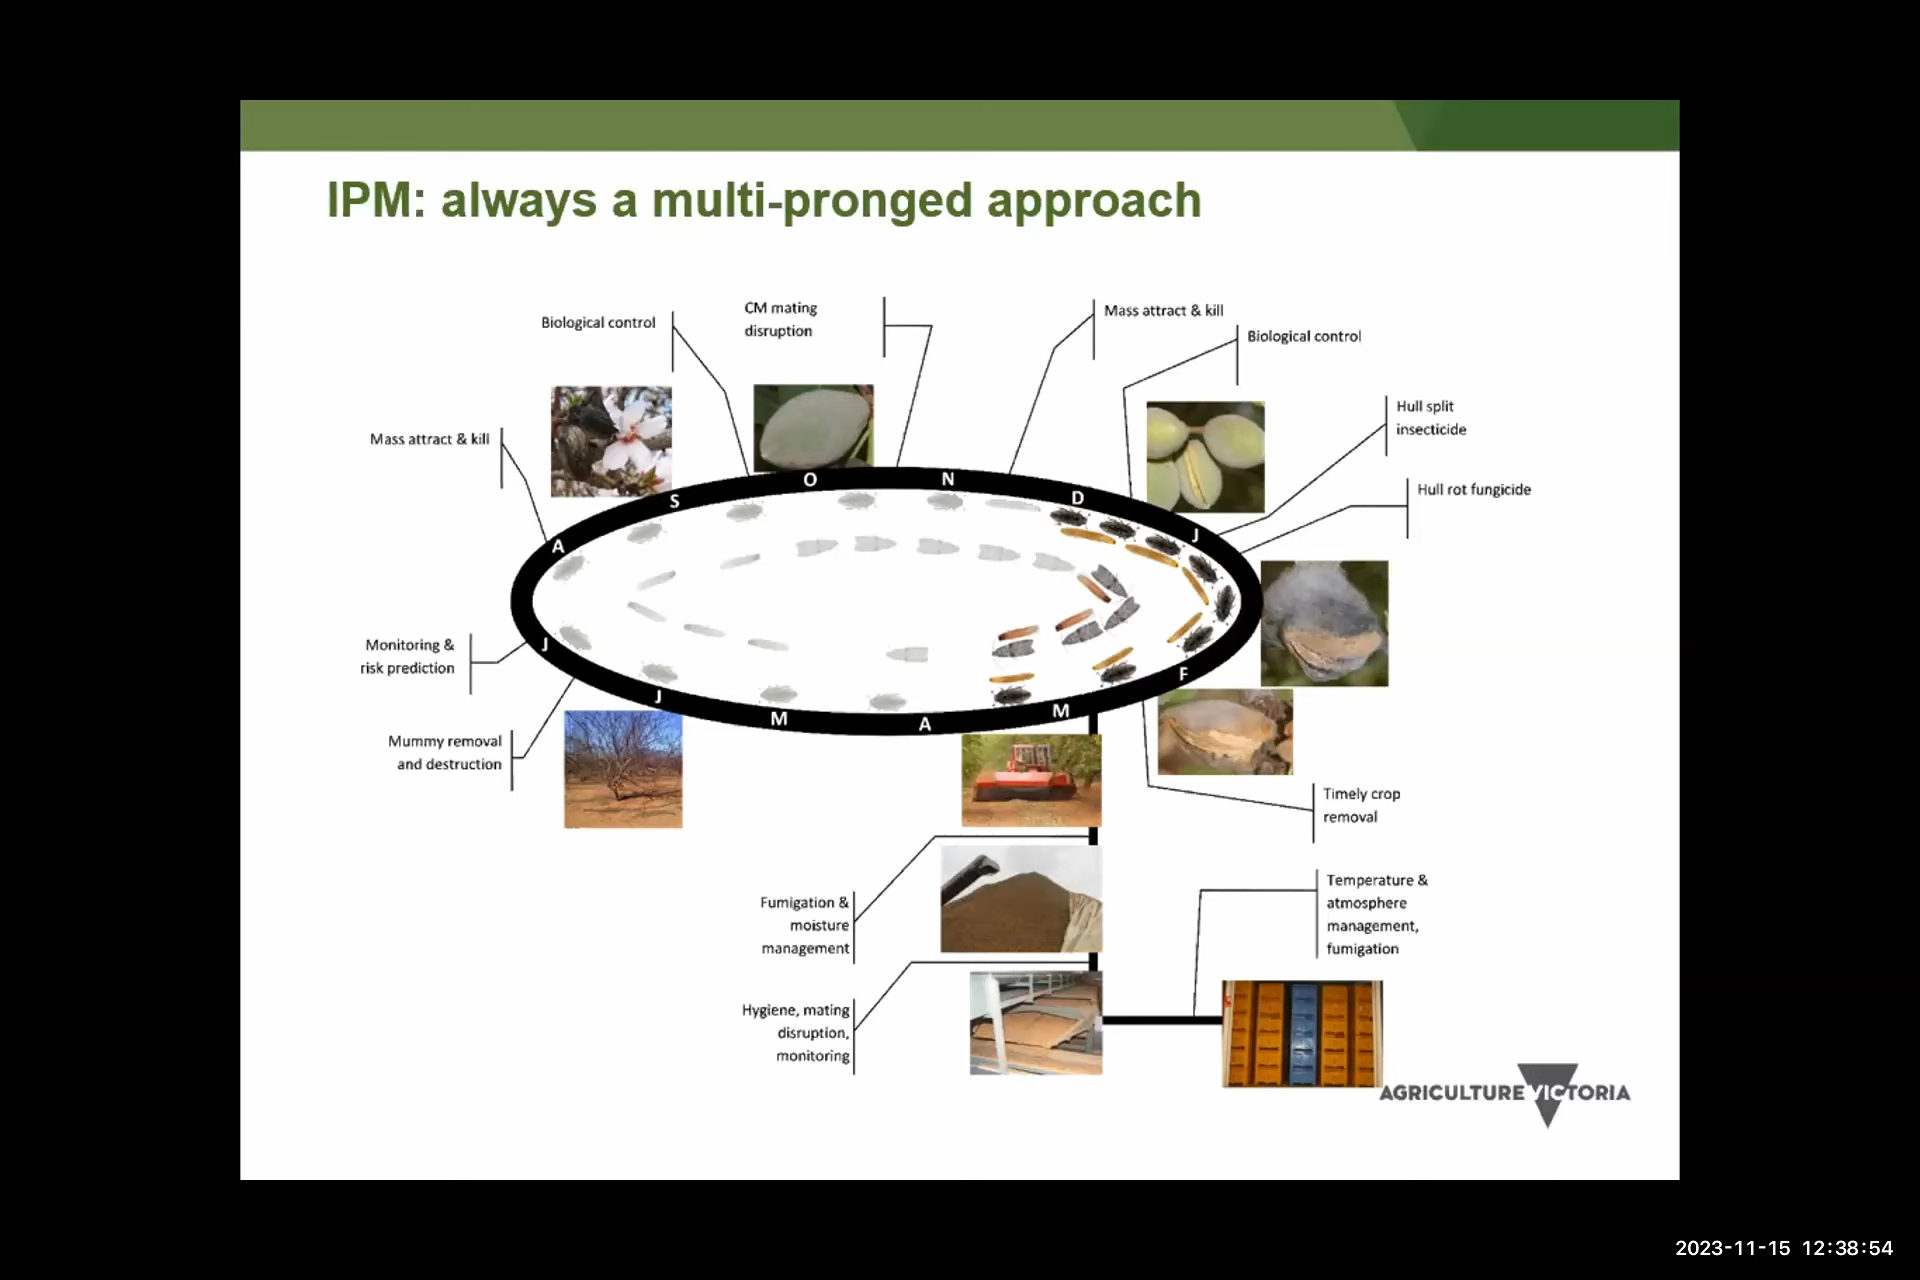 IPM: always a multi-pronged approach
Biological control
CM mating
disruption
Mass attract & kill
Biological control
Mass attract & kill
Hull split
insecticide
Hull rot fungicide
S
O
N
D
J
A
J
J
M
A
M
F
Monitoring &
risk prediction
Mummy removal
and destruction
Timely crop
removal
Fumigation &
moisture
management
Temperature &
atmosphere
management,
fumigation
Hygiene, mating
disruption,
monitoring
AGRICULTURE VICTORIA
2023-11-15 12:38:54